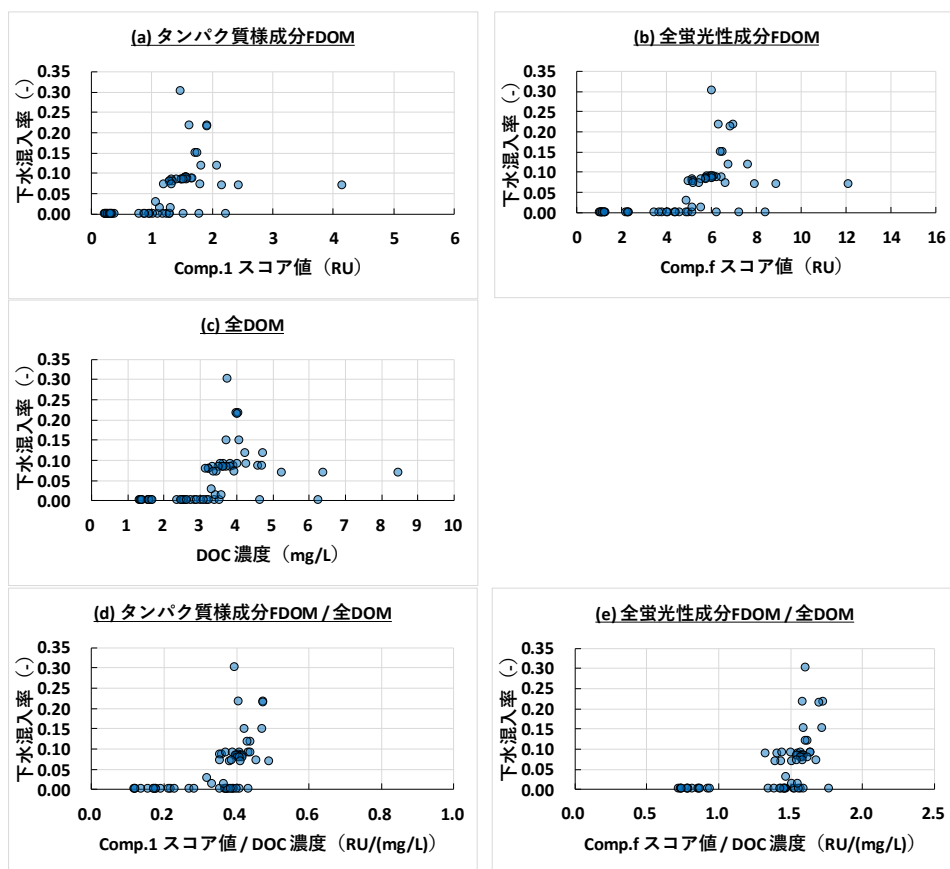 (a) タンパク質様成分FDOM
下水混入率（-）
0.35
0.30
0.25
0.20
0.15
0.10
0.05
0.00
0 1 2 3 4 5 6
Comp.1 スコア値（RU）
(b) 全蛍光性成分FDOM
下水混入率（-）
0.35
0.30
0.25
0.20
0.15
0.10
0.05
0.00
0 2 4 6 8 10 12 14 16
Comp.f スコア値（RU）
(c) 全DOM
下水混入率（-）
0.35
0.30
0.25
0.20
0.15
0.10
0.05
0.00
0 1 2 3 4 5 6 7 8 9 10
DOC 濃度（mg/L）
(d) タンパク質様成分FDOM / 全DOM
下水混入率（-）
0.35
0.30
0.25
0.20
0.15
0.10
0.05
0.00
0.0 0.2 0.4 0.6 0.8 1.0
Comp.1 スコア値 / DOC 濃度（RU/(mg/L)）
(e) 全蛍光性成分FDOM / 全DOM
下水混入率（-）
0.35
0.30
0.25
0.20
0.15
0.10
0.05
0.00
0.0 0.5 1.0 1.5 2.0 2.5
Comp.f スコア値 / DOC 濃度（RU/(mg/L)）